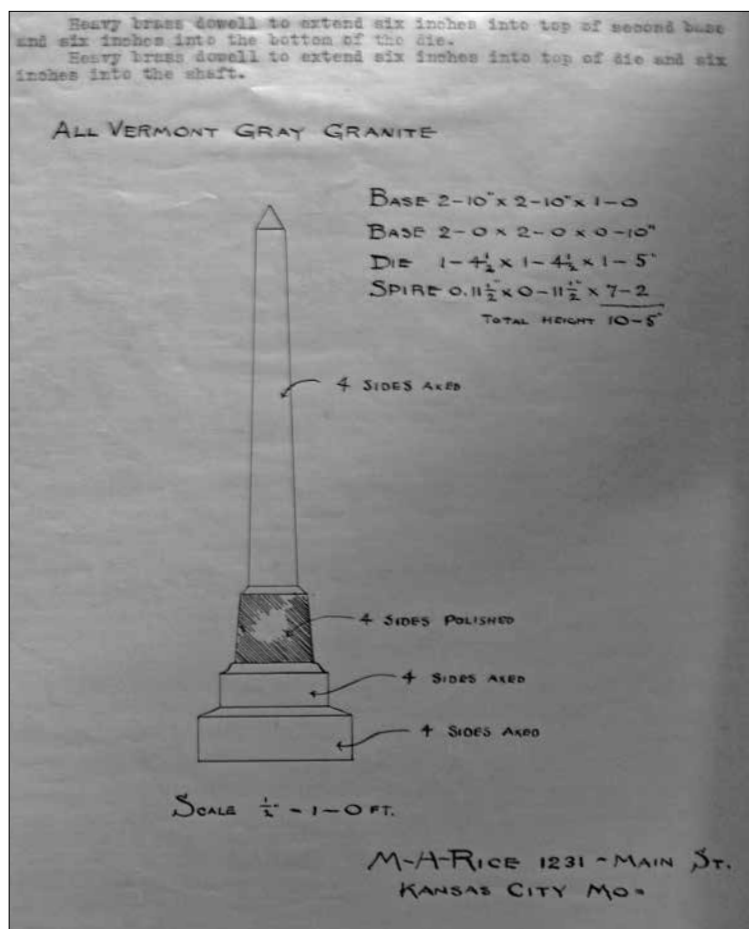 Heavy brass dowell to extend six inches into top of second base
and six inches into the bottom of the die.
Heavy brass dowell to extend six inches into top of die and six
inches into the shaft.
ALL VERMONT GRAY GRANITE
BASE 2-10" x 2-10" x 1-0
BASE 2-0 x 2-0 x 0-10"
DIE 1-4½ x 1-4½ x 1-5"
SPIRE 0.11½" x 0-11½" x 7-2
TOTAL HEIGHT 10-5"
4 SIDES AXED
4 SIDES POLISHED
4 SIDES AXED
4 SIDES AXED
SCALE ½" - 1-0 FT.
M-A-RICE 1231 - MAIN ST.
KANSAS CITY MO=